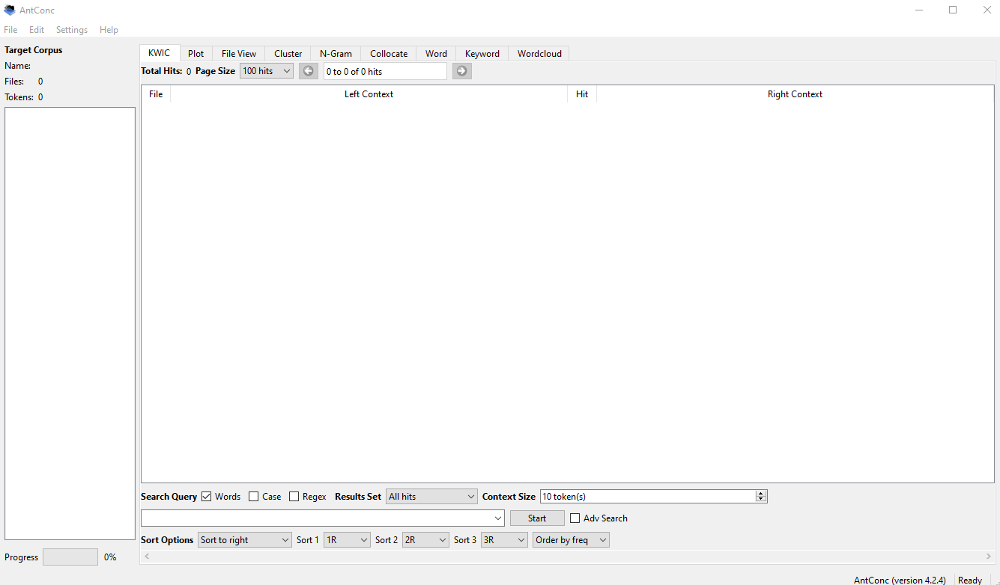 AntConc
File Edit Settings Help
Target Corpus
Name:
Files: 0
Tokens: 0
KWIC Plot File View Cluster N-Gram Collocate Word Keyword Wordcloud
Total Hits: 0 Page Size 100 hits 0 to 0 of 0 hits
File Left Context Hit Right Context
Search Query Words Case Regex Results Set All hits Context Size 10 token(s)
Start Adv Search
Sort Options Sort to right Sort 1 1R Sort 2 2R Sort 3 3R Order by freq
Progress 0%
AntConc (version 4.2.4) Ready